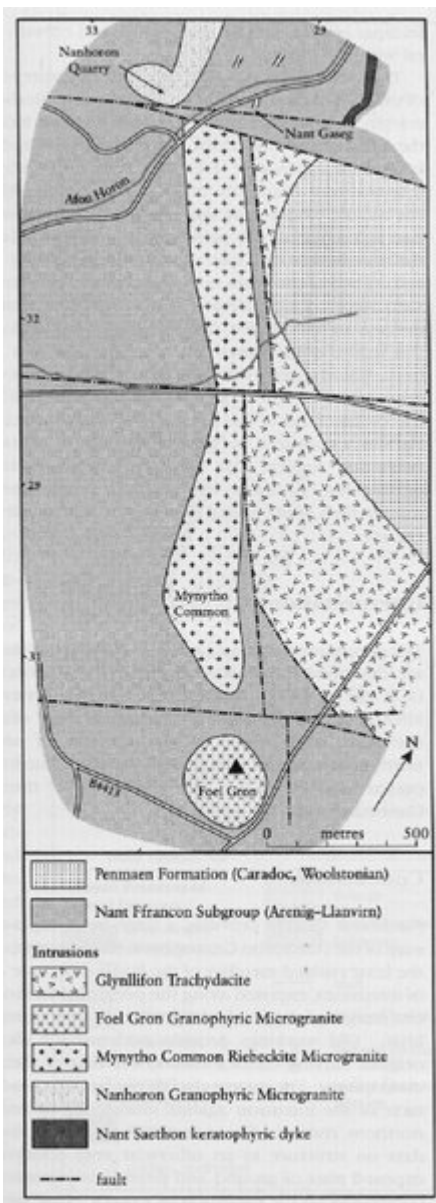 33
29
Nanhoron
Quarry
Nant Gaseg
Afon Horon
32
29
Mynytho
Common
31
N
Foel Gron
B4413
0 metres 500
Penmaen Formation (Caradoc, Woolstonian)
Nant Ffrancon Subgroup (Arenig–Llanvirn)
Intrusions
Glynllifon Trachydacite
Foel Gron Granophyric Microgranite
Mynytho Common Riebeckite Microgranite
Nanhoron Granophyric Microgranite
Nant Saethon keratophyric dyke
fault